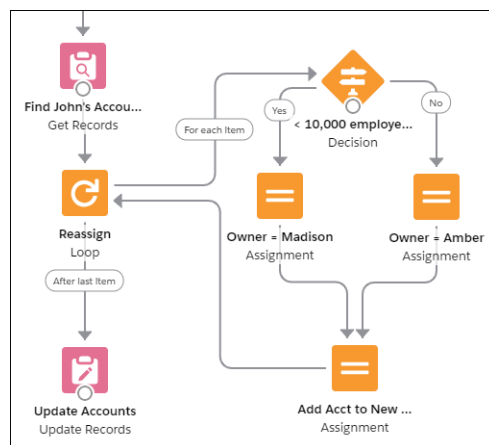 Find John's Accou...
Get Records
For each Item
Yes
No
< 10,000 employe...
Decision
Reassign
Loop
Owner = Madison
Assignment
Owner = Amber
Assignment
After last Item
Update Accounts
Update Records
Add Acct to New ...
Assignment